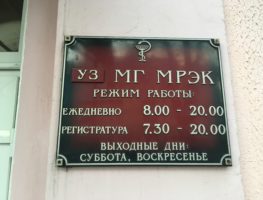 УЗ МГ МРЭК
РЕЖИМ РАБОТЫ:
ЕЖЕДНЕВНО 8.00 - 20.00
РЕГИСТРАТУРА 7.30 - 20.00
ВЫХОДНЫЕ ДНИ:
СУББОТА, ВОСКРЕСЕНЬЕ